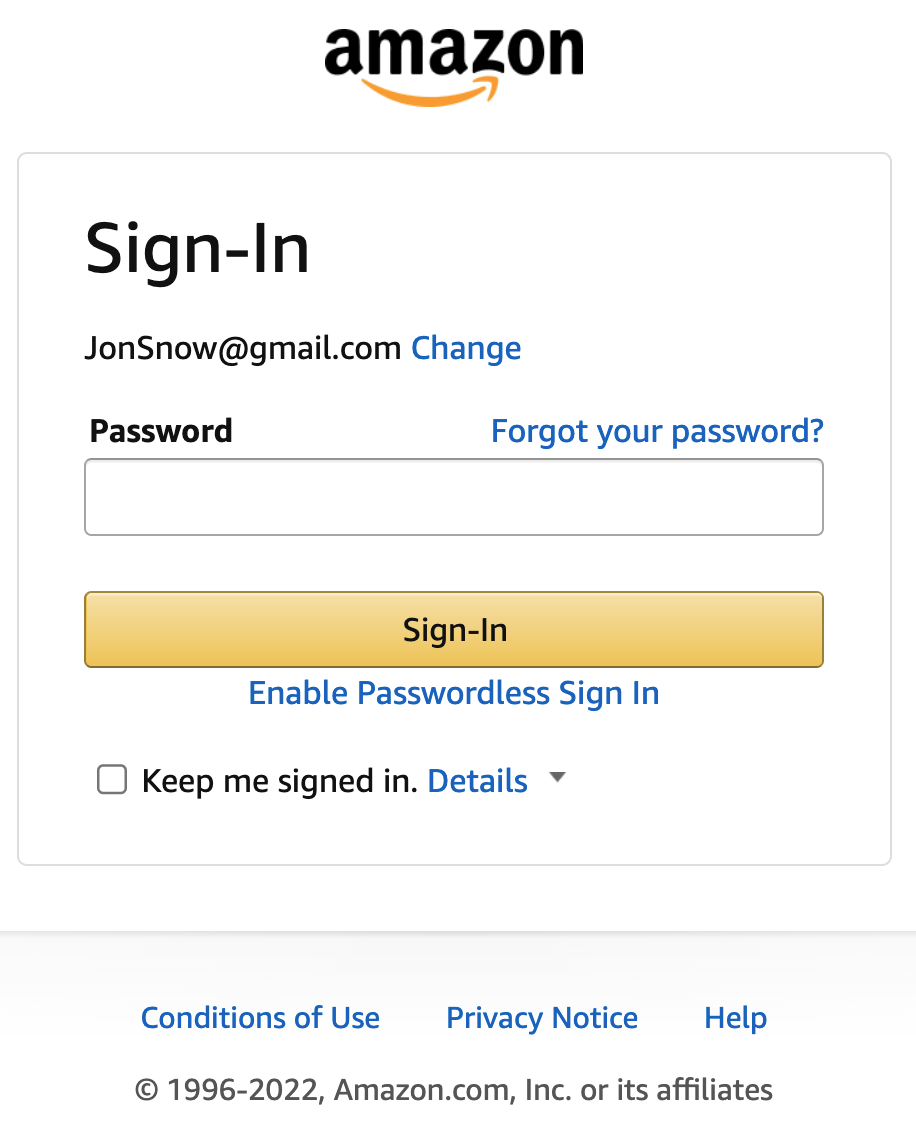 amazon
Sign-In
JonSnow@gmail.com Change
Password Forgot your password?
Sign-In
Enable Passwordless Sign In
Keep me signed in. Details
Conditions of Use Privacy Notice Help
© 1996-2022, Amazon.com, Inc. or its affiliates